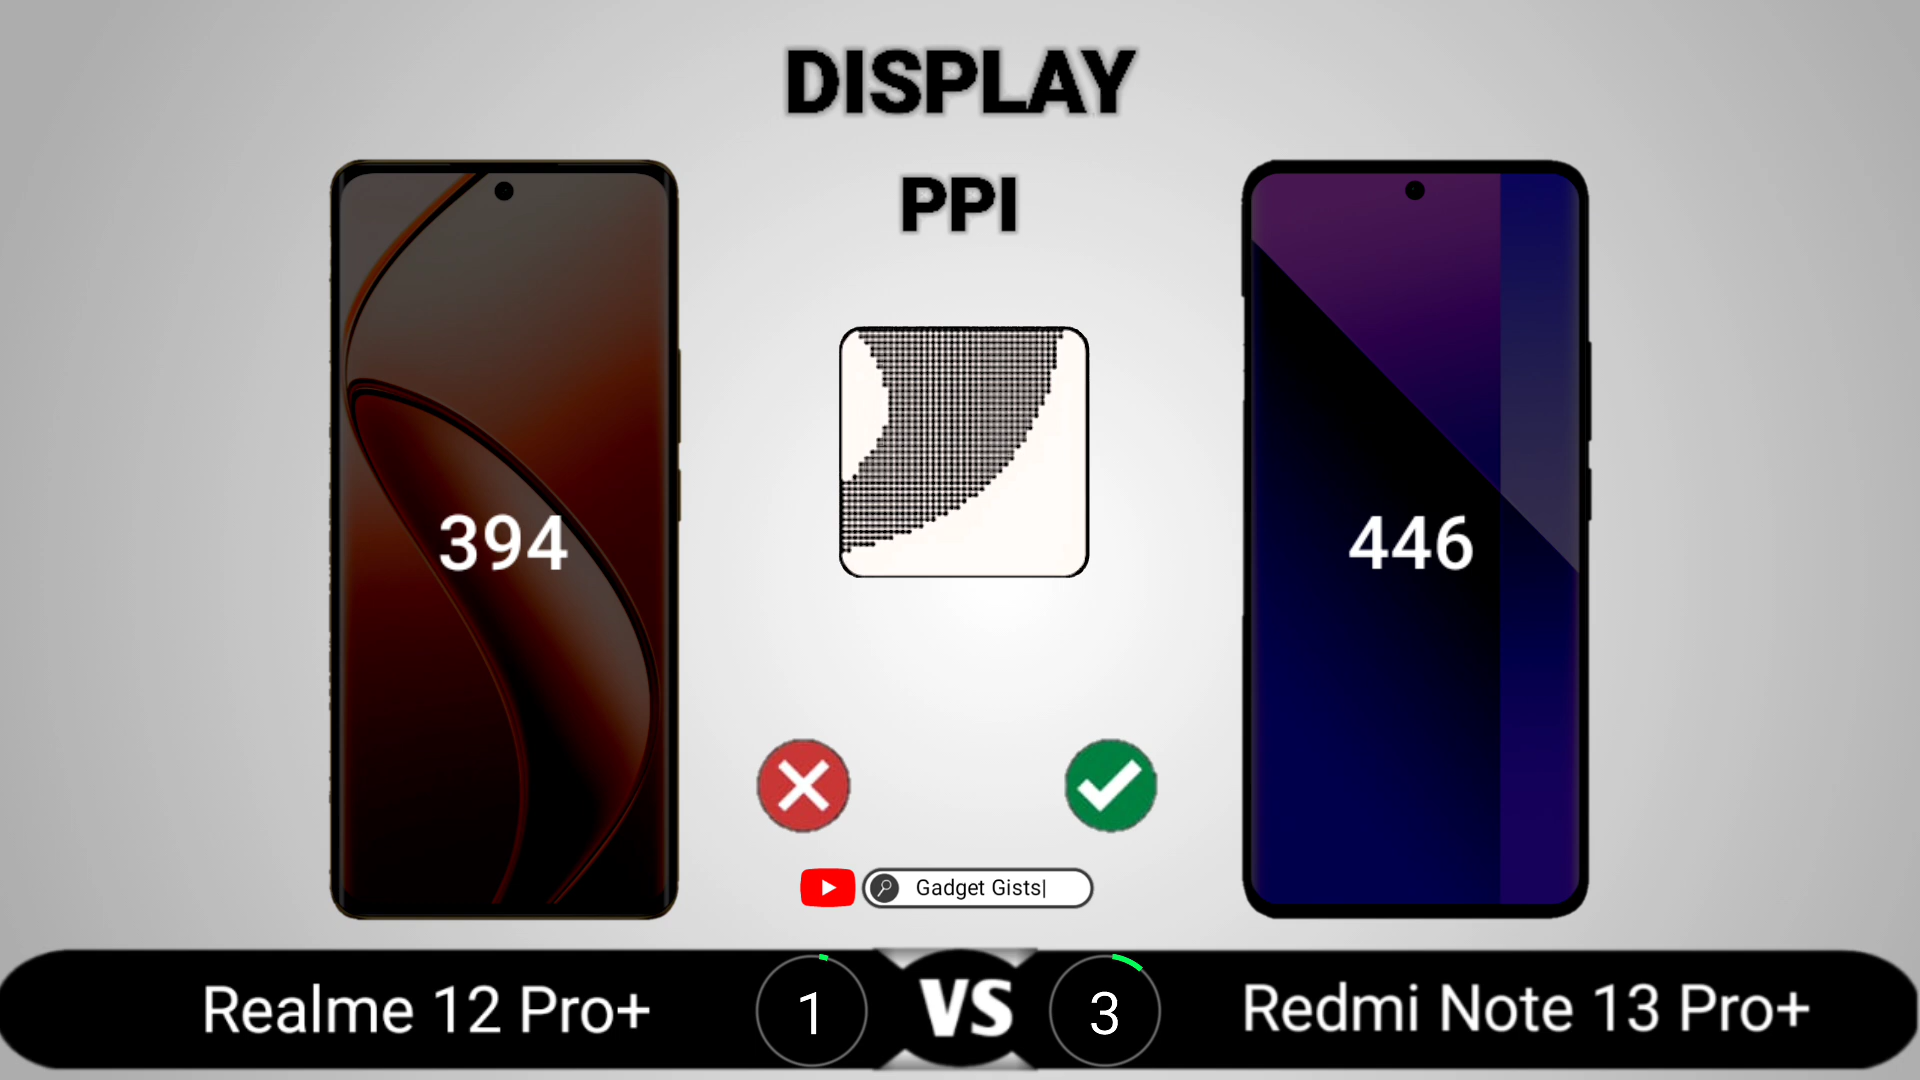 DISPLAY
PPI
394
446
Gadget Gists|
Realme 12 Pro+
1
VS
3
Redmi Note 13 Pro+